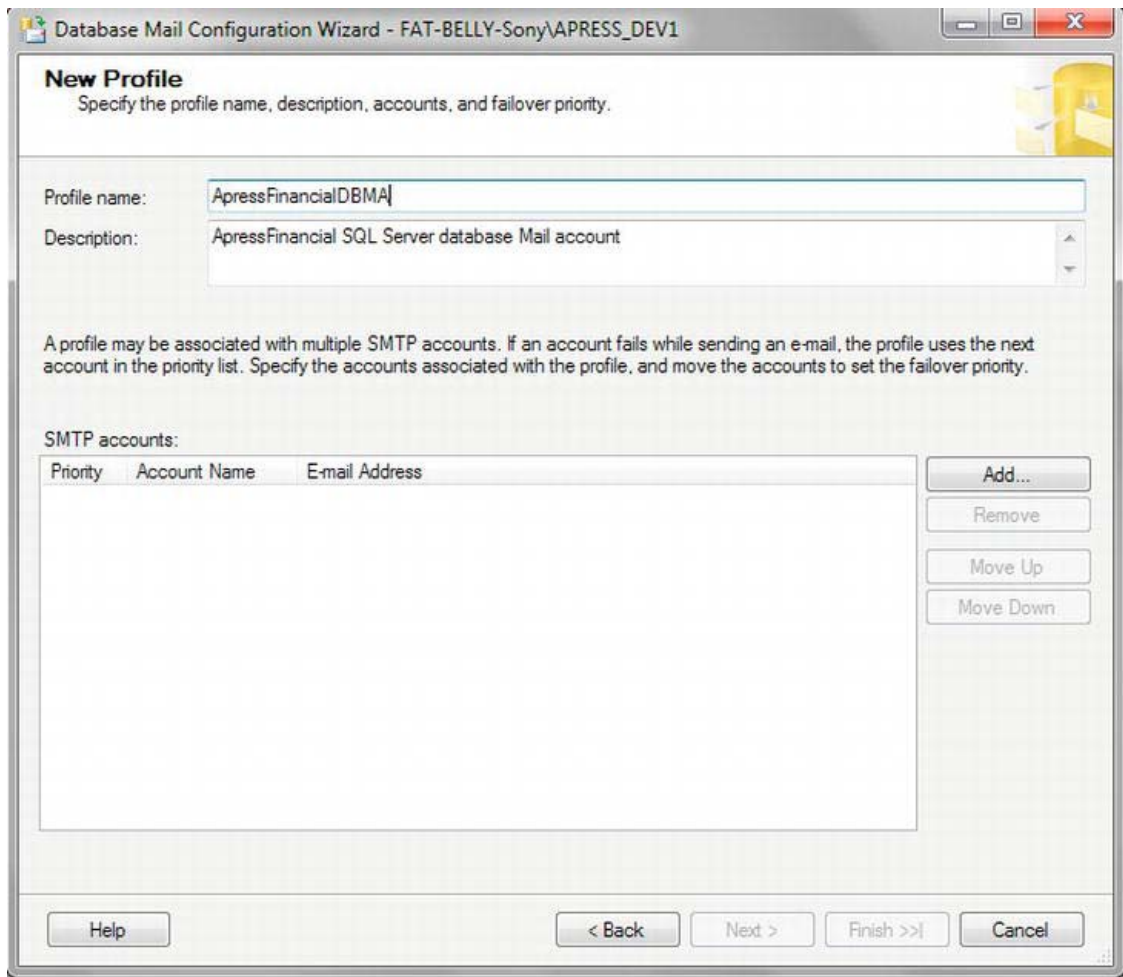 Database Mail Configuration Wizard - FAT-BELLY-Sony\APRESS_DEV1
New Profile
Specify the profile name, description, accounts, and failover priority.
Profile name:
ApressFinancialDBMA
Description:
ApressFinancial SQL Server database Mail account
A profile may be associated with multiple SMTP accounts. If an account fails while sending an e-mail, the profile uses the next
account in the priority list. Specify the accounts associated with the profile, and move the accounts to set the failover priority.
SMTP accounts:
Priority Account Name E-mail Address
Add...
Remove
Move Up
Move Down
Help
< Back
Next >
Finish >>|
Cancel